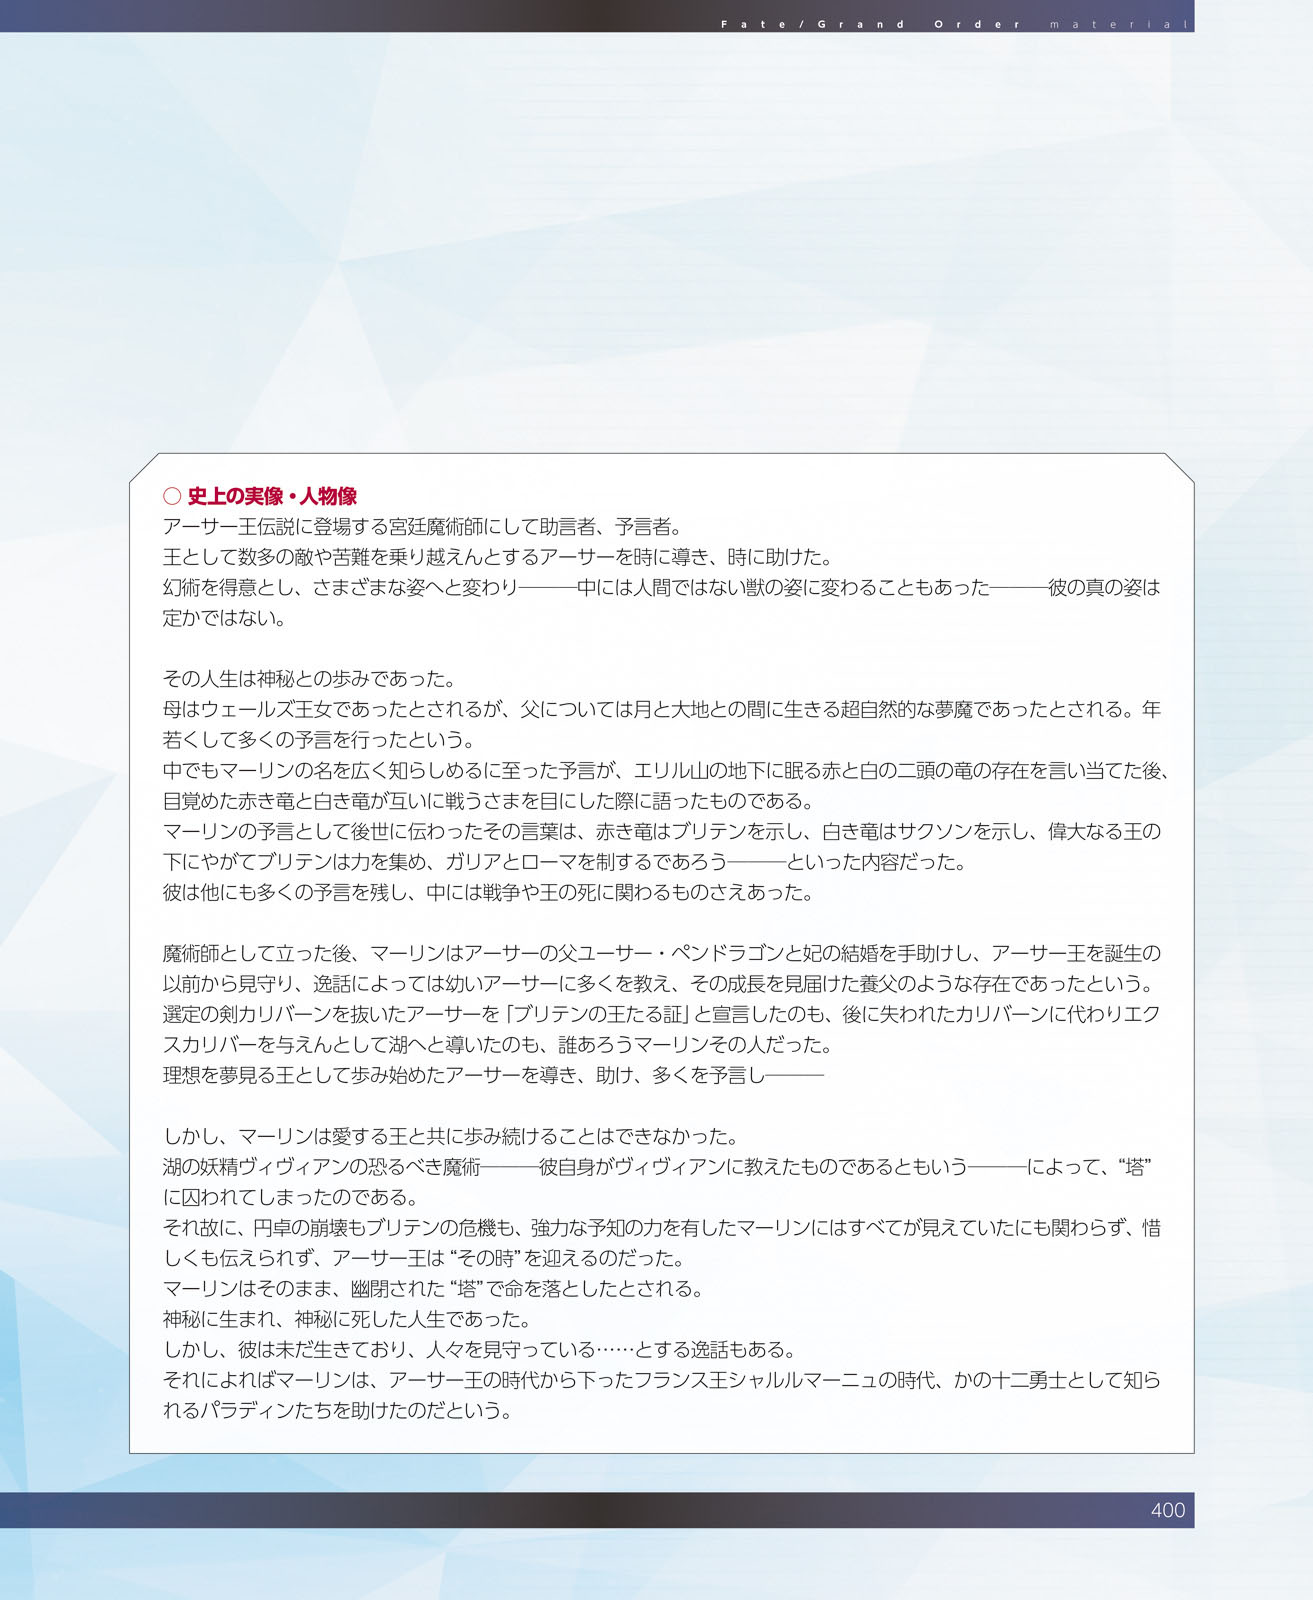 Fate/Grand Order material
○ 史上の実像・人物像
アーサー王伝説に登場する宮廷魔術師にして助言者、予言者。
王として数多の敵や苦難を乗り越えんとするアーサーを時に導き、時に助けた。
幻術を得意とし、さまざまな姿へと変わり―――中には人間ではない獣の姿に変わることもあった―――彼の真の姿は
定かではない。
その人生は神秘との歩みであった。
母はウェールズ王女であったとされるが、父については月と大地との間に生きる超自然的な夢魔であったとされる。年
若くして多くの予言を行ったという。
中でもマーリンの名を広く知らしめるに至った予言が、エリル山の地下に眠る赤と白の二頭の竜の存在を言い当てた後、
目覚めた赤き竜と白き竜が互いに戦うさまを目にした際に語ったものである。
マーリンの予言として後世に伝わったその言葉は、赤き竜はブリテンを示し、白き竜はサクソンを示し、偉大なる王の
下にやがてブリテンは力を集め、ガリアとローマを制するであろう―――といった内容だった。
彼は他にも多くの予言を残し、中には戦争や王の死に関わるものさえあった。
魔術師として立った後、マーリンはアーサーの父ユーサー・ペンドラゴンと妃の結婚を手助けし、アーサー王を誕生の
以前から見守り、逸話によっては幼いアーサーに多くを教え、その成長を見届けた養父のような存在であったという。
選定の剣カリバーンを抜いたアーサーを「ブリテンの王たる証」と宣言したのも、後に失われたカリバーンに代わりエク
スカリバーを与えんとして湖へと導いたのも、誰あろうマーリンその人だった。
理想を夢見る王として歩み始めたアーサーを導き、助け、多くを予言し―――
しかし、マーリンは愛する王と共に歩み続けることはできなかった。
湖の妖精ヴィヴィアンの恐るべき魔術―――彼自身がヴィヴィアンに教えたものであるともいう―――によって、“塔”
に囚われてしまったのである。
それ故に、円卓の崩壊もブリテンの危機も、強力な予知の力を有したマーリンにはすべてが見えていたにも関わらず、惜
しくも伝えられず、アーサー王は“その時”を迎えるのだった。
マーリンはそのまま、幽閉された“塔”で命を落としたとされる。
神秘に生まれ、神秘に死した人生であった。
しかし、彼は未だ生きており、人々を見守っている……とする逸話もある。
それによればマーリンは、アーサー王の時代から下ったフランス王シャルルマーニュの時代、かの十二勇士として知ら
れるパラディンたちを助けたのだという。
400